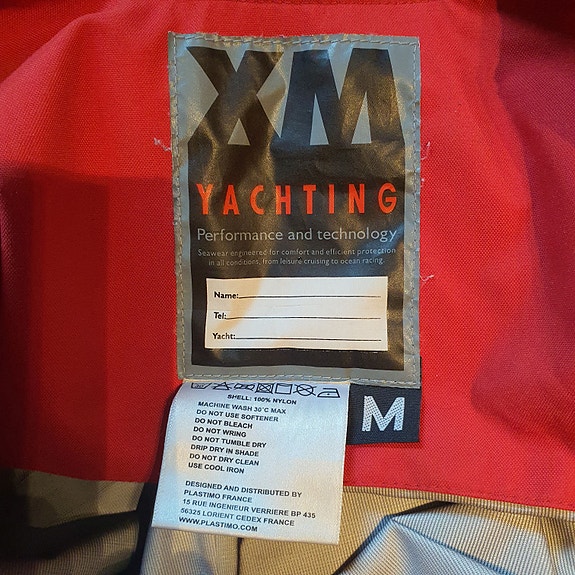 XM
YACHTING
Performance and technology
Seawear engineered for comfort and efficient protection
in all conditions, from leisure cruising to ocean racing.
Name:
Tel:
Yacht:
SHELL: 100% NYLON
MACHINE WASH 30°C MAX
DO NOT USE SOFTENER
DO NOT BLEACH
DO NOT WRING
DO NOT TUMBLE DRY
DRIP DRY IN SHADE
DO NOT DRY CLEAN
USE COOL IRON
M
DESIGNED AND DISTRIBUTED BY
PLASTIMO FRANCE
15 RUE INGENIEUR VERRIERE BP 435
56325 LORIENT CEDEX FRANCE
WWW.PLASTIMO.COM